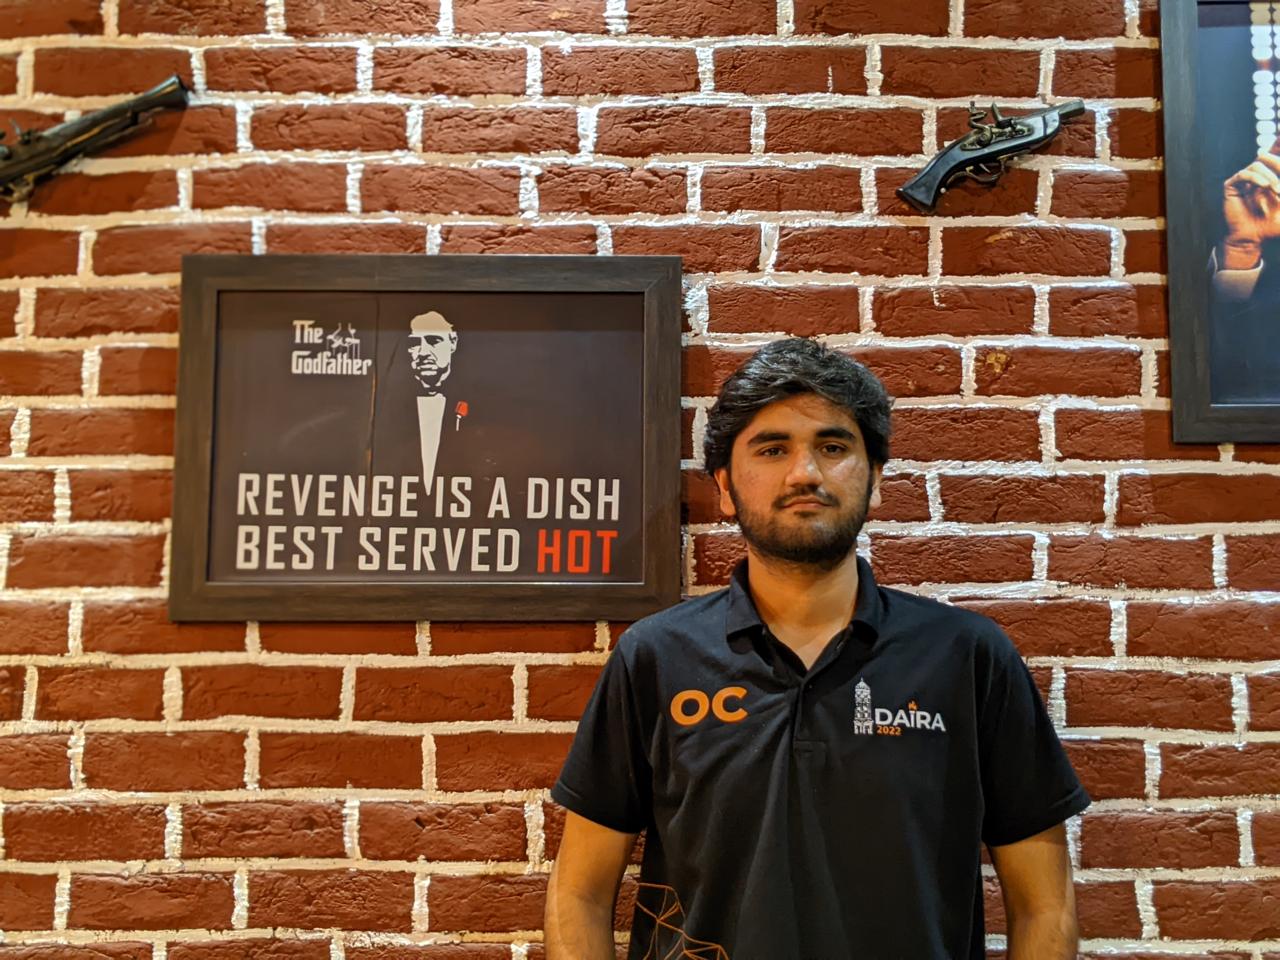 The
Godfather
REVENGE IS A DISH
BEST SERVED HOT
OC
DAIRA
2022